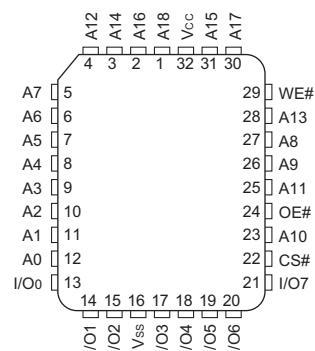 A12 A14 A16 A18 Vcc A15 A17
4 3 2 1 32 31 30
A7 5 29 WE#
A6 6 28 A13
A5 7 27 A8
A4 8 26 A9
A3 9 25 A11
A2 10 24 OE#
A1 11 23 A10
A0 12 22 CS#
I/O0 13 21 I/O7
14 15 16 17 18 19 20
/O1 /O2 Vss /O3 /O4 /O5 /O6